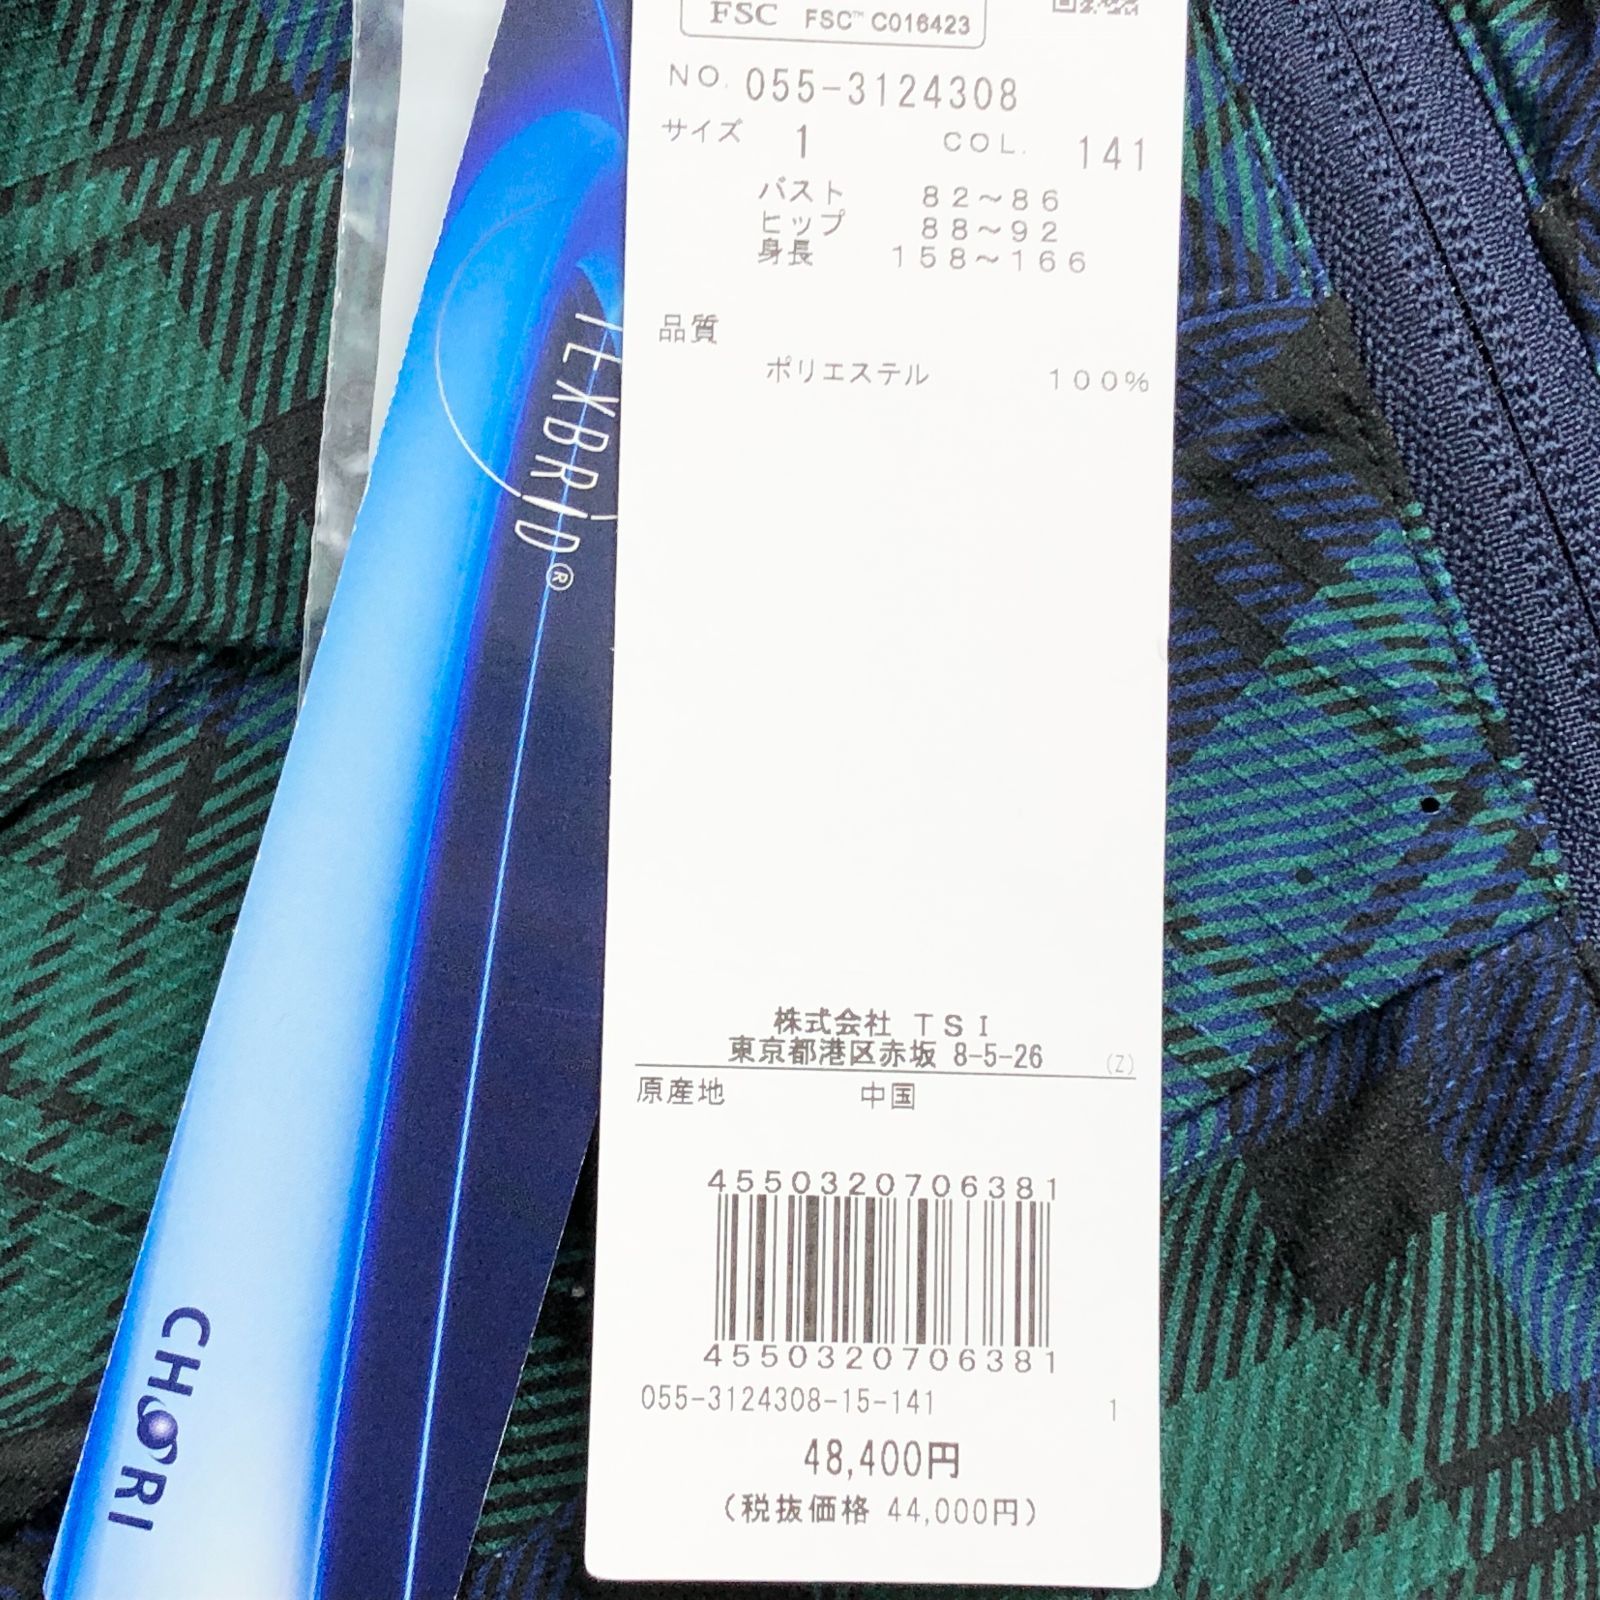 FSC FSC™ C016423
NO. 055-3124308
サイズ 1 COL. 141
バスト 82～86
ヒップ 88～92
身長 158～166
品質
ポリエステル 100%
株式会社 TSI
東京都港区赤坂 8-5-26 (Z)
原産地 中国
4550320706381
4550320706381
055-3124308-15-141 1
48,400円
(税抜価格 44,000円)
TEXBRID®
CHORI